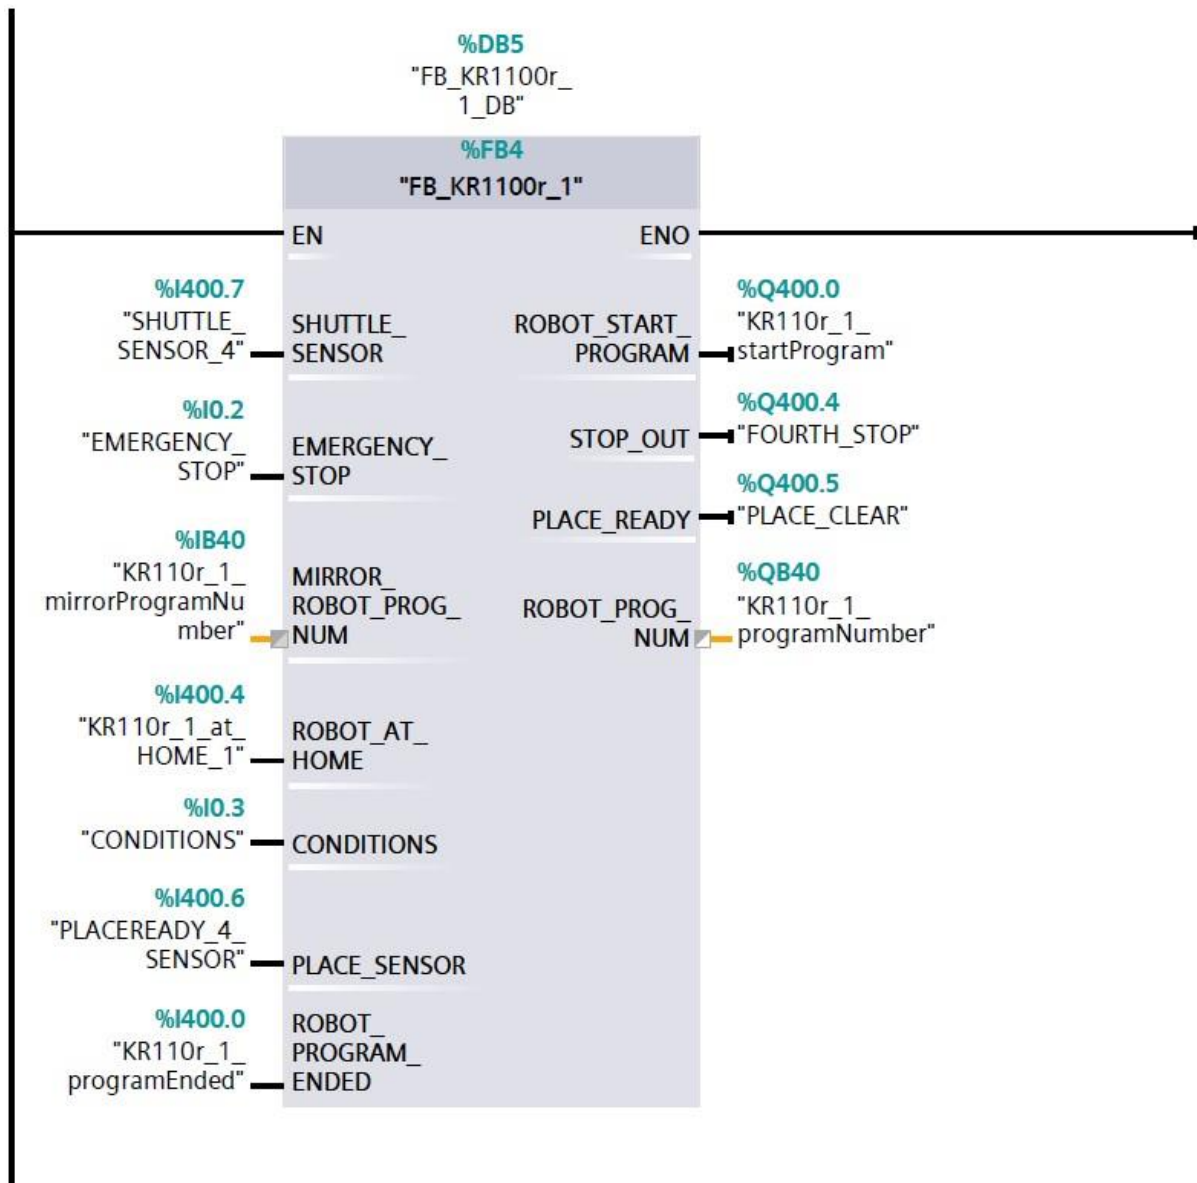 %DB5
"FB_KR1100r_
1_DB"
%FB4
"FB_KR1100r_1"
EN
ENO
%I400.7
"SHUTTLE_
SENSOR_4"
SHUTTLE_
SENSOR
ROBOT_START_
PROGRAM
%Q400.0
"KR110r_1_
startProgram"
%I0.2
"EMERGENCY_
STOP"
EMERGENCY_
STOP
STOP_OUT
%Q400.4
"FOURTH_STOP"
PLACE_READY
%Q400.5
"PLACE_CLEAR"
%IB40
"KR110r_1_
mirrorProgramNu
mber"
MIRROR_
ROBOT_PROG_
NUM
ROBOT_PROG_
NUM
%QB40
"KR110r_1_
programNumber"
%I400.4
"KR110r_1_at_
HOME_1"
ROBOT_AT_
HOME
%I0.3
"CONDITIONS"
CONDITIONS
%I400.6
"PLACEREADY_4_
SENSOR"
PLACE_SENSOR
%I400.0
"KR110r_1_
programEnded"
ROBOT_
PROGRAM_
ENDED